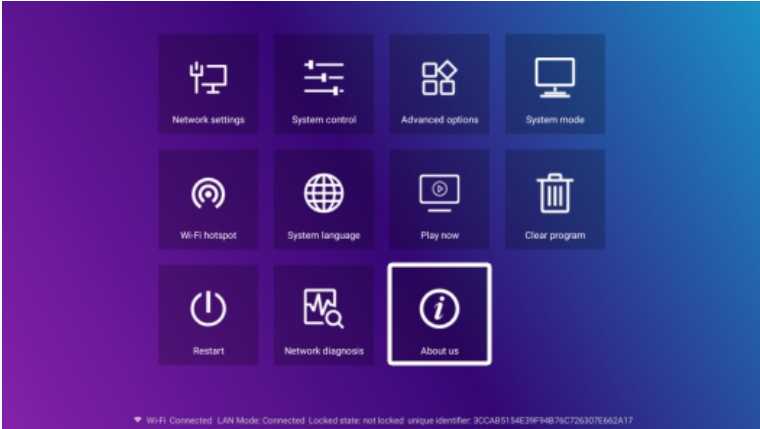 Network settings
System control
Advanced options
System mode
Wi-Fi hotspot
System language
Play now
Clear program
Restart
Network diagnosis
About us
Wi-Fi Connected LAN Mode: Connected Locked state: not locked unique identifier: 3CCAB5154E39F94B76C726307E662A17